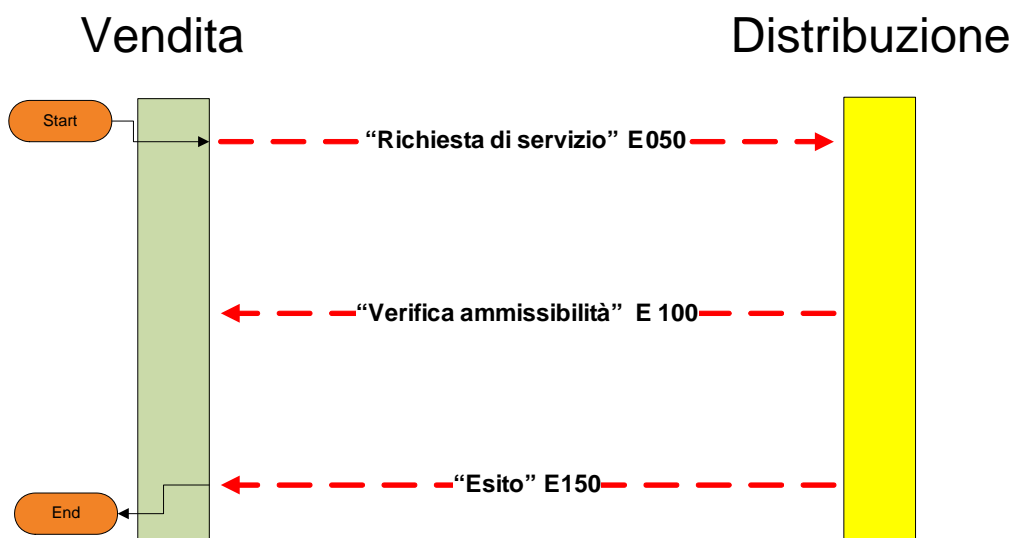 Vendita
Distribuzione
Start
“Richiesta di servizio” E050
“Verifica ammissibilità” E 100
“Esito” E150
End